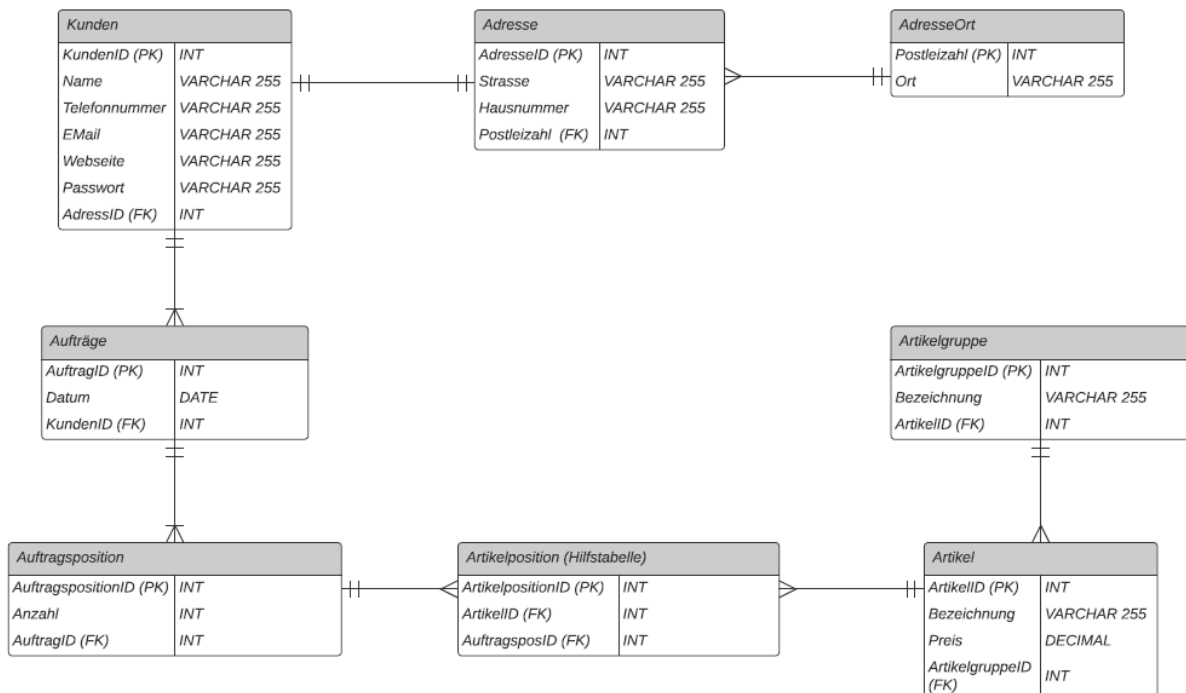 Kunden
KundenID (PK) INT
Name VARCHAR 255
Telefonnummer VARCHAR 255
EMail VARCHAR 255
Webseite VARCHAR 255
Passwort VARCHAR 255
AdressID (FK) INT
Adresse
AdresseID (PK) INT
Strasse VARCHAR 255
Hausnummer VARCHAR 255
Postleizahl (FK) INT
AdresseOrt
Postleizahl (PK) INT
Ort VARCHAR 255
Aufträge
AuftragID (PK) INT
Datum DATE
KundenID (FK) INT
Artikelgruppe
ArtikelgruppeID (PK) INT
Bezeichnung VARCHAR 255
ArtikelID (FK) INT
Auftragsposition
AuftragspositionID (PK) INT
Anzahl INT
AuftragID (FK) INT
Artikelposition (Hilfstabelle)
ArtikelpositionID (PK) INT
ArtikelID (FK) INT
AuftragsposID (FK) INT
Artikel
ArtikelID (PK) INT
Bezeichnung VARCHAR 255
Preis DECIMAL
ArtikelgruppeID
(FK) INT